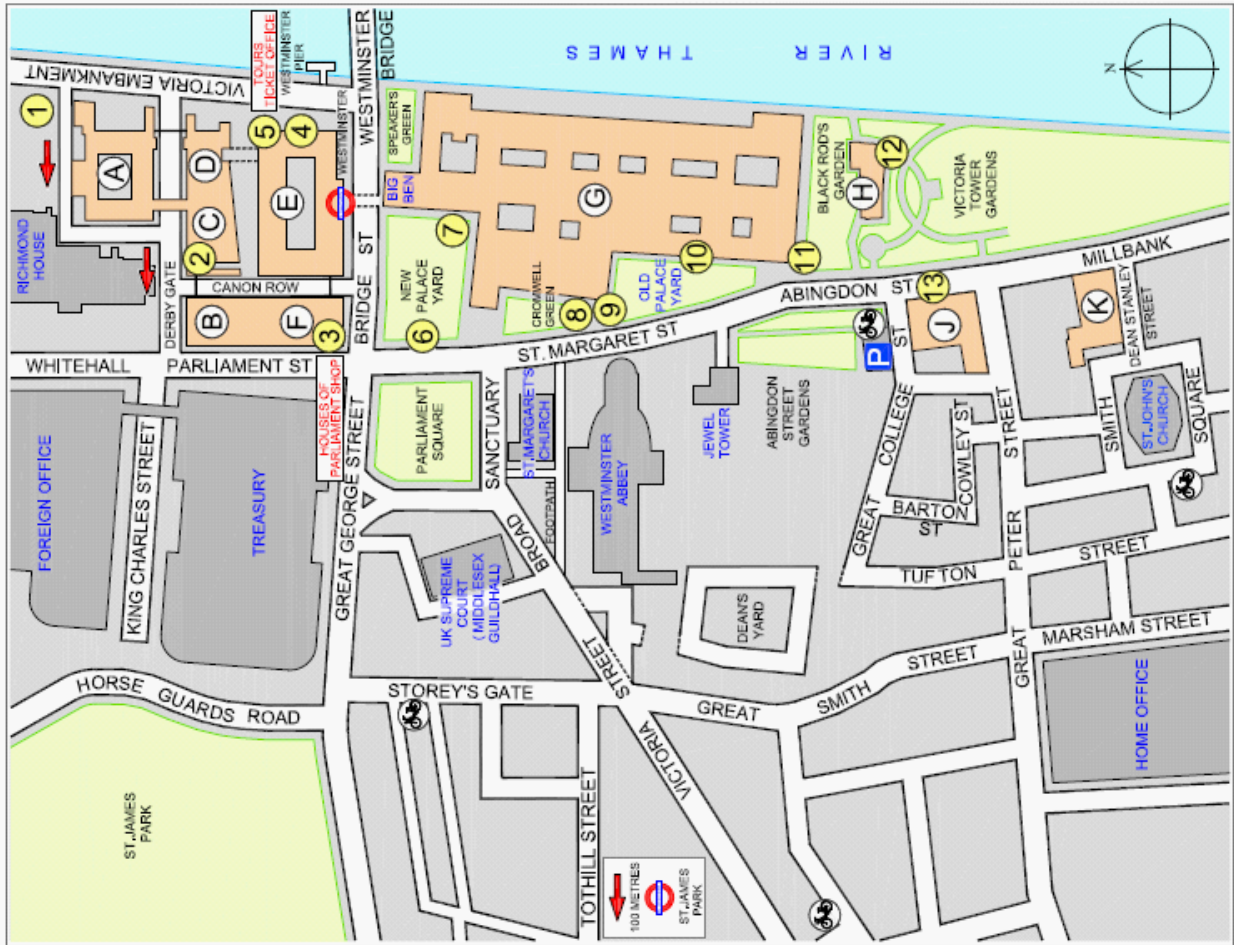 RIVER THAMES
N
VICTORIA EMBANKMENT
TOURS
TICKET OFFICE
WESTMINSTER
PIER
WESTMINSTER
BRIDGE
WESTMINSTER
1
A
D
5
4
C
E
2
B
F
3
RICHMOND
HOUSE
DERBY GATE
CANON ROW
BRIDGE ST
SPEAKER'S
GREEN
BIG
BEN
G
NEW
PALACE
YARD
7
6
CROMWELL
GREEN
8
9
OLD
PALACE
YARD
10
11
BLACK ROD'S
GARDEN
H
12
VICTORIA
TOWER
GARDENS
MILLBANK
ABINGDON ST
13
J
K
DEAN STANLEY
STREET
WHITEHALL
PARLIAMENT ST
HOUSES OF
PARLIAMENT SHOP
ST. MARGARET ST
FOREIGN OFFICE
KING CHARLES STREET
TREASURY
GREAT GEORGE STREET
PARLIAMENT
SQUARE
BROAD SANCTUARY
ST.MARGARET'S
CHURCH
FOOTPATH
WESTMINSTER
ABBEY
JEWEL
TOWER
ABINGDON
STREET
GARDENS
P
GREAT COLLEGE ST
BARTON
ST
COWLEY ST
SMITH SQUARE
ST.JOHN'S
CHURCH
TUFTON STREET
GREAT PETER STREET
MARSHAM STREET
UK SUPREME
COURT
( MIDDLESEX
GUILDHALL)
DEAN'S
YARD
HORSE GUARDS ROAD
STOREY'S GATE
GREAT SMITH STREET
VICTORIA STREET
HOME OFFICE
ST.JAMES
PARK
TOTHILL STREET
100 METRES
ST.JAMES
PARK